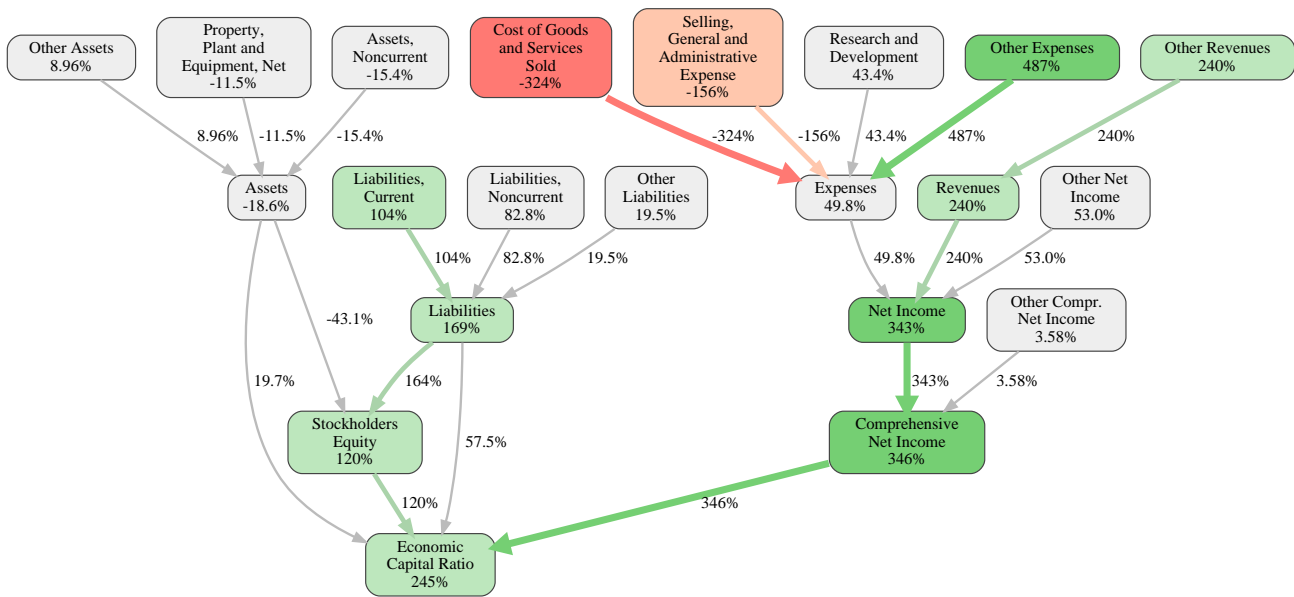 Other Assets
8.96%
Property,
Plant and
Equipment, Net
-11.5%
Assets,
Noncurrent
-15.4%
Cost of Goods
and Services
Sold
-324%
Selling,
General and
Administrative
Expense
-156%
Research and
Development
43.4%
Other Expenses
487%
Other Revenues
240%
8.96%
-11.5%
-15.4%
-324%
-156%
43.4%
487%
240%
Assets
-18.6%
Liabilities,
Current
104%
Liabilities,
Noncurrent
82.8%
Other
Liabilities
19.5%
Expenses
49.8%
Revenues
240%
Other Net
Income
53.0%
104%
82.8%
19.5%
49.8%
240%
53.0%
-43.1%
Liabilities
169%
Net Income
343%
Other Compr.
Net Income
3.58%
19.7%
164%
343%
3.58%
Stockholders
Equity
120%
57.5%
Comprehensive
Net Income
346%
120%
346%
Economic
Capital Ratio
245%